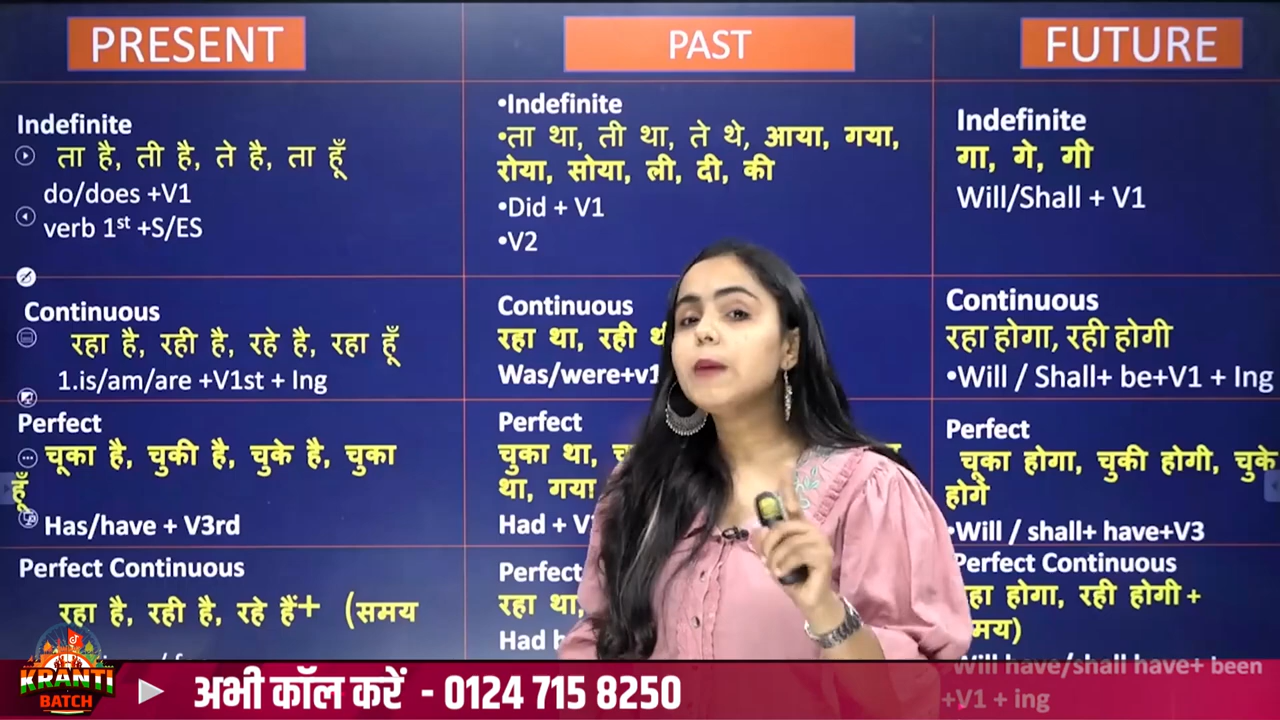 PRESENT
Indefinite
ता है, ती है, ते है, ता हूँ
do/does +V1
verb 1st +S/ES
Continuous
रहा है, रही है, रहे है, रहा हूँ
1.is/am/are +V1st + Ing
Perfect
चूका है, चुकी है, चुके है, चुका
हूँ
Has/have + V3rd
Perfect Continuous
रहा है, रही है, रहे हैं+ (समय
PAST
•Indefinite
•ता था, ती था, ते थे, आया, गया,
रोया, सोया, ली, दी, की
•Did + V1
•V2
Continuous
रहा था, रही
Was/were+v1
Perfect
चुका था,
था, गया
Had +
Perfect
रहा था,
Had
FUTURE
Indefinite
गा, गे, गी
Will/Shall + V1
Continuous
रहा होगा, रही होगी
•Will / Shall+ be+V1 + Ing
Perfect
चूका होगा, चुकी होगी, चुके
होगे
•Will / shall+ have+V3
Perfect Continuous
होगा, रही होगी +
Will have/shall have+ been
+V1 + ing
KRANTI
BATCH
अभी कॉल करें - 0124 715 8250